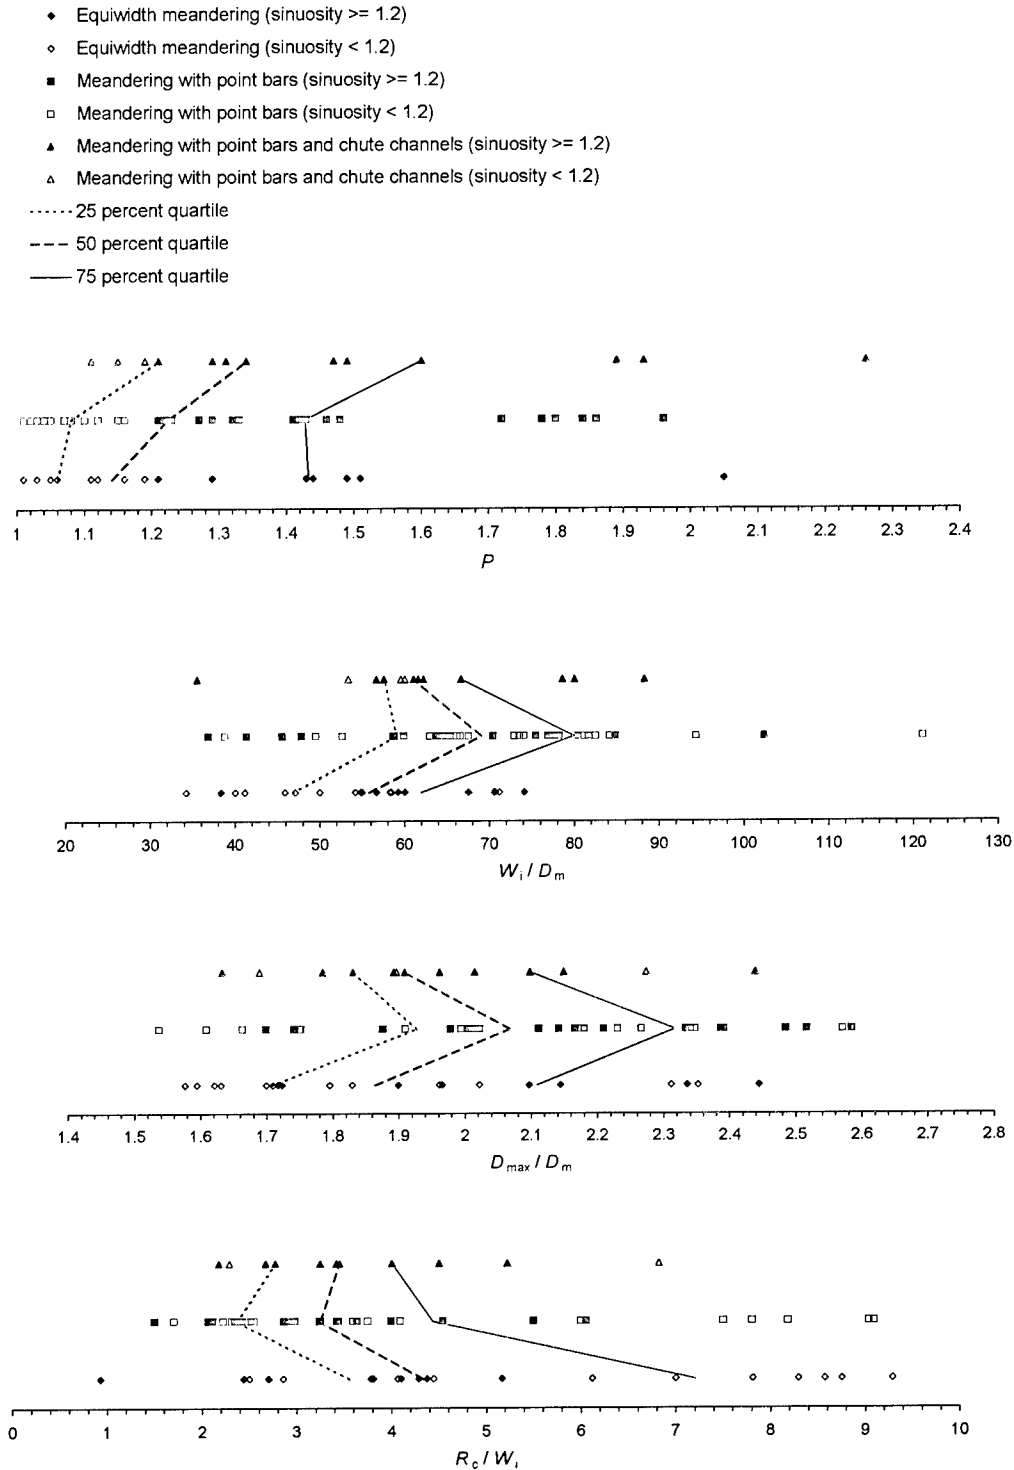 Equiwidth meandering (sinuosity >= 1.2)
Equiwidth meandering (sinuosity < 1.2)
Meandering with point bars (sinuosity >= 1.2)
Meandering with point bars (sinuosity < 1.2)
Meandering with point bars and chute channels (sinuosity >= 1.2)
Meandering with point bars and chute channels (sinuosity < 1.2)
25 percent quartile
50 percent quartile
75 percent quartile
1 1.1 1.2 1.3 1.4 1.5 1.6 1.7 1.8 1.9 2 2.1 2.2 2.3 2.4
P
20 30 40 50 60 70 80 90 100 110 120 130
Wi / Dm
1.4 1.5 1.6 1.7 1.8 1.9 2 2.1 2.2 2.3 2.4 2.5 2.6 2.7 2.8
Dmax / Dm
0 1 2 3 4 5 6 7 8 9 10
Rc / Wi